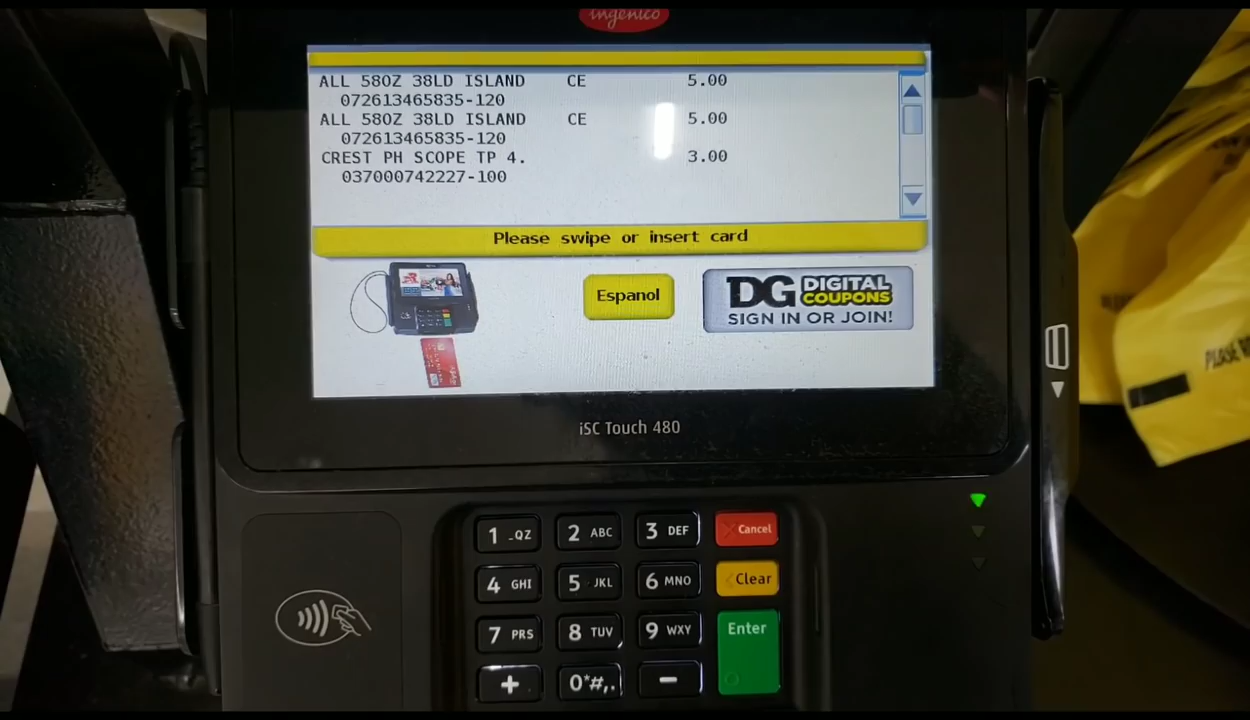 ingenico
ALL 58OZ 38LD ISLAND CE 5.00
072613465835-120
ALL 58OZ 38LD ISLAND CE 5.00
072613465835-120
CREST PH SCOPE TP 4. 3.00
037000742227-100
Please swipe or insert card
Espanol
DG DIGITAL
COUPONS
SIGN IN OR JOIN!
iSC Touch 480
1 _QZ 2 ABC 3 DEF Cancel
4 GHI 5 JKL 6 MNO Clear
7 PRS 8 TUV 9 WXY Enter
+ 0*#,. -
PLEASE